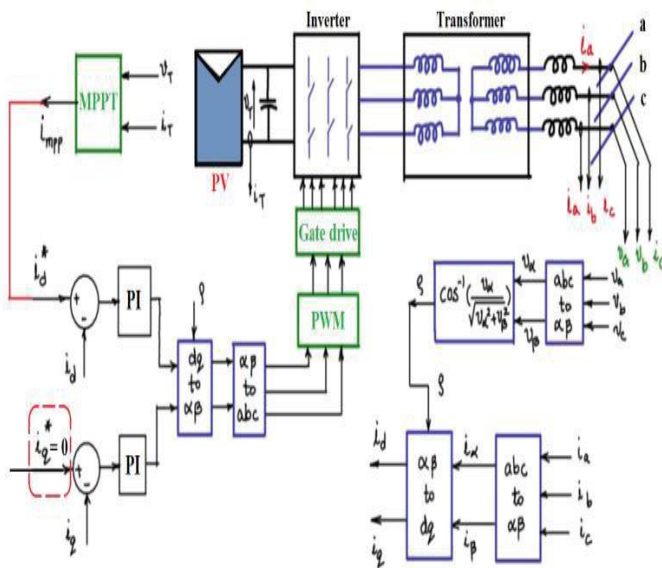 Inverter
Transformer
MPPT
v_T
i_T
i_mpp
PV
v_T
i_T
i_a
a
b
c
i_a
i_b
i_c
v_a
v_b
i_c
Gate drive
PWM
i_d^*
+
-
i_d
PI
ρ
dq
to
αβ
αβ
to
abc
i_q^* = 0
+
-
i_q
PI
ρ
cos^-1 (v_α / √(v_α^2 + v_β^2))
v_α
v_β
abc
to
αβ
v_a
v_b
v_c
ρ
i_d
i_q
αβ
to
dq
i_α
i_β
abc
to
αβ
i_a
i_b
i_c